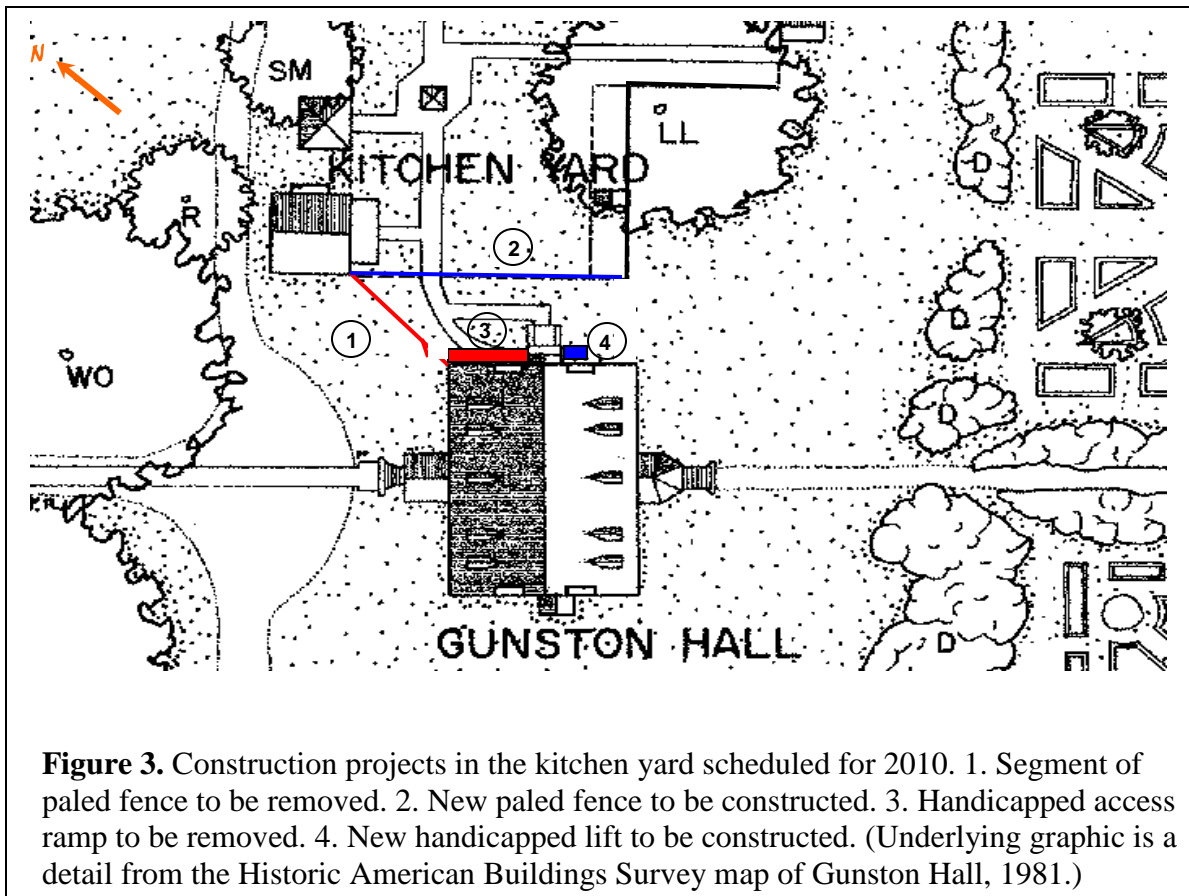 N
SM
LL
KITCHEN YARD
D
R
2
1
3
4
D
WO
D
GUNSTON HALL
D
Figure 3. Construction projects in the kitchen yard scheduled for 2010. 1. Segment of
paled fence to be removed. 2. New paled fence to be constructed. 3. Handicapped access
ramp to be removed. 4. New handicapped lift to be constructed. (Underlying graphic is a
detail from the Historic American Buildings Survey map of Gunston Hall, 1981.)